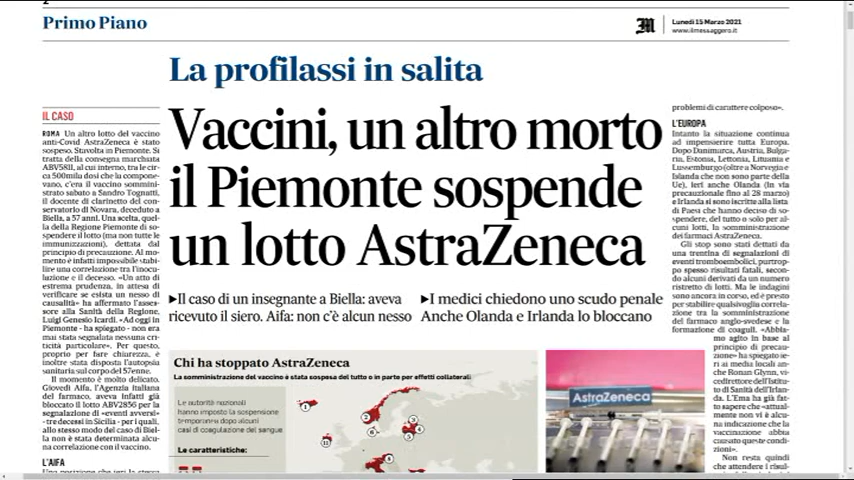 Primo Piano
Lunedì 15 Marzo 2021
www.ilmessaggero.it
La profilassi in salita
Vaccini, un altro morto
il Piemonte sospende
un lotto AstraZeneca
▶Il caso di un insegnante a Biella: aveva
ricevuto il siero. Aifa: non c'è alcun nesso
▶I medici chiedono uno scudo penale
Anche Olanda e Irlanda lo bloccano
IL CASO
ROMA Un altro lotto del vaccino
anti-Covid AstraZeneca è stato
sospeso. Stavolta in Piemonte. Si
tratta della consegna marchiata
ABV5811, al cui interno, tra le cir-
ca 500mila dosi che la compone-
vano, c'era il vaccino sommini-
strato sabato a Sandro Tognatti,
il docente di clarinetto del con-
servatorio di Novara, deceduto a
Biella, a 57 anni. Una scelta, quel-
la della Regione Piemonte di so-
spendere il lotto (ma non tutte le
immunizzazioni), dettata dal
principio di precauzione. Al mo-
mento è infatti impossibile stabi-
lire una correlazione tra l'inocu-
lazione e il decesso. «Un atto di
estrema prudenza, in attesa di
verificare se esista un nesso di
causalità» ha affermato l'asses-
sore alla Sanità della Regione,
Luigi Genesio Icardi. «Ad oggi in
Piemonte - ha spiegato - non era
mai stata segnalata nessuna cri-
ticità particolare». Per questo,
proprio per fare chiarezza, è
inoltre stata disposta l'autopsia
sanitaria sul corpo del 57enne.
Il momento è molto delicato.
Giovedì Aifa, l'Agenzia italiana
del farmaco, aveva infatti già
bloccato il lotto ABV2856 per la
segnalazione di «eventi avversi»
- tre decessi in Sicilia - per i quali,
allo stesso modo del caso di Biel-
la non è stata determinata alcu-
na correlazione con il vaccino.
L'AIFA
Chi ha stoppato AstraZeneca
La somministrazione del vaccino è stata sospesa del tutto o in parte per effetti collaterali
Le autorità nazionali
hanno imposto la sospensione
temporanea dopo alcuni
casi di coagulazione del sangue
Le caratteristiche:
1
2
3
4
5
6
8
11
AstraZeneca
problemi di carattere colposo».
L'EUROPA
Intanto la situazione continua
ad impensierire tutta Europa.
Dopo Danimarca, Austria, Bulga-
ria, Estonia, Lettonia, Lituania e
Lussemburgo (oltre a Norvegia e
Islanda che non sono parte della
Ue), ieri anche Olanda (in via
precauzionale fino al 28 marzo)
e Irlanda si sono iscritte alla lista
di Paesi che hanno deciso di so-
spendere, del tutto o solo per al-
cuni lotti, la somministrazione
dei farmaci AstraZeneca.
Gli stop sono stati dettati da
una trentina di segnalazioni di
eventi tromboembolici, purtrop-
po spesso risultati fatali, secon-
do alcuni derivati da un numero
ristretto di lotti. Ma le indagini
sono ancora in corso, ed è presto
per stabilire qualsivoglia correla-
zione tra la somministrazione
del farmaco anglo-svedese e la
formazione di coaguli. «Abbia-
mo agito in base al
principio di precau-
zione» ha spiegato ie-
ri ai media locali an-
che Ronan Glynn, vi-
cedirettore dell'Istitu-
to di Sanità dell'Irlan-
da. L'Ema ha già fat-
to sapere che «attual-
mente non vi è alcu-
na indicazione che la
vaccinazione abbia
causato queste condi-
zioni».
Non resta quindi
che attendere i risul-